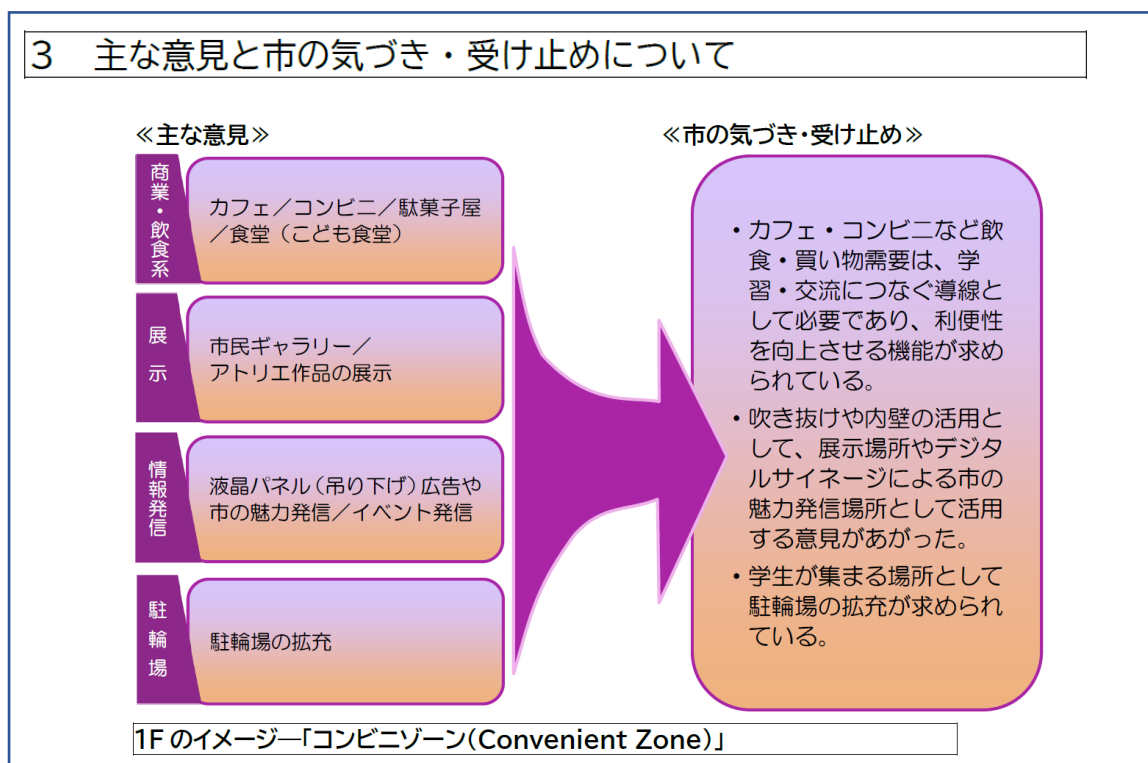 3　主な意見と市の気づき・受け止めについて
≪主な意見≫
商業・飲食系
カフェ／コンビニ／駄菓子屋
／食堂（こども食堂）
展示
市民ギャラリー／
アトリエ作品の展示
情報発信
液晶パネル（吊り下げ）広告や
市の魅力発信／イベント発信
駐輪場
駐輪場の拡充
≪市の気づき・受け止め≫
・カフェ・コンビニなど飲
食・買い物需要は、学
習・交流につなぐ導線と
して必要であり、利便性
を向上させる機能が求め
られている。
・吹き抜けや内壁の活用と
して、展示場所やデジタ
ルサイネージによる市の
魅力発信場所として活用
する意見があがった。
・学生が集まる場所として
駐輪場の拡充が求められ
ている。
1Fのイメージ―「コンビニゾーン(Convenient Zone)」